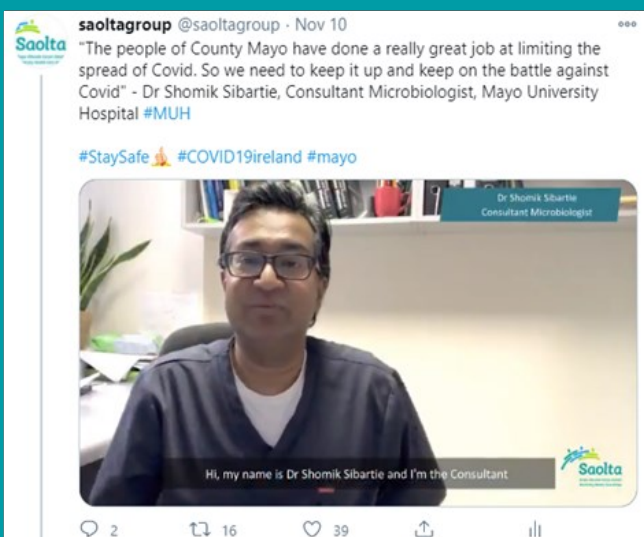 saoltagroup @saoltagroup · Nov 10
Saolta
"The people of County Mayo have done a really great job at limiting the
spread of Covid. So we need to keep it up and keep on the battle against
Covid" - Dr Shomik Sibartie, Consultant Microbiologist, Mayo University
Hospital #MUH
#StaySafe #COVID19ireland #mayo
Dr Shomik Sibartie
Consultant Microbiologist
Hi, my name is Dr Shomik Sibartie and I'm the Consultant
Saolta
2 16 39